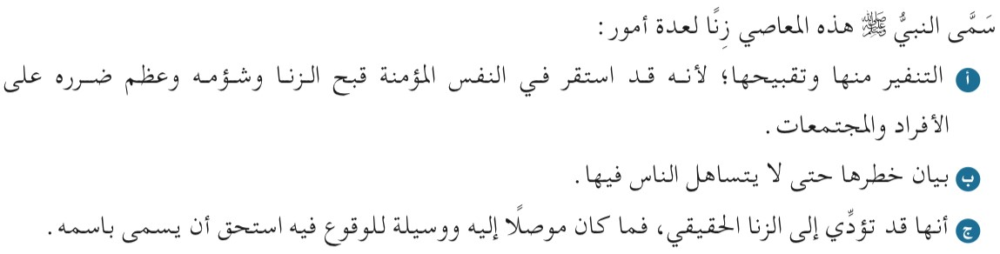 سَمَّى النبيُّ ﷺ هذه المعاصي زِنًا لعدة أمور:
أ التنفير منها وتقبيحها؛ لأنه قد استقر في النفس المؤمنة قبح الزنا وشؤمه وعظم ضرره على
الأفراد والمجتمعات.
ب بيان خطرها حتى لا يتساهل الناس فيها.
ج أنها قد تؤدِّي إلى الزنا الحقيقي، فما كان موصلًا إليه ووسيلة للوقوع فيه استحق أن يسمى باسمه.